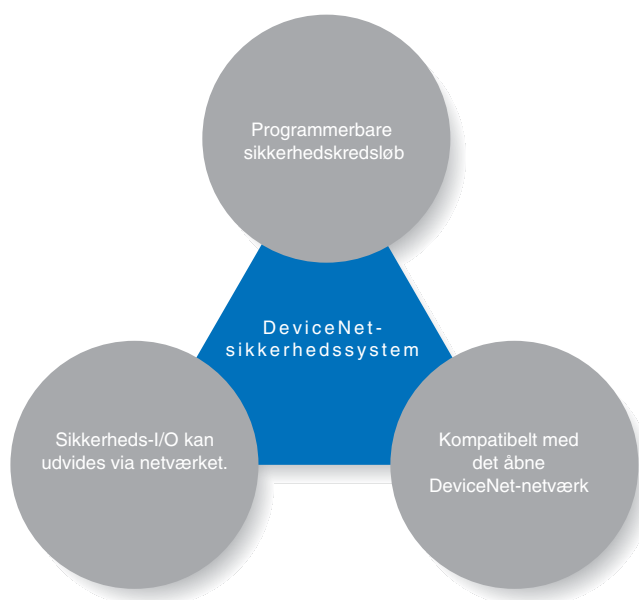 Programmerbare
sikkerhedskredsløb
DeviceNet-
sikkerhedssystem
Sikkerheds-I/O kan
udvides via netværket.
Kompatibelt med
det åbne
DeviceNet-netværk